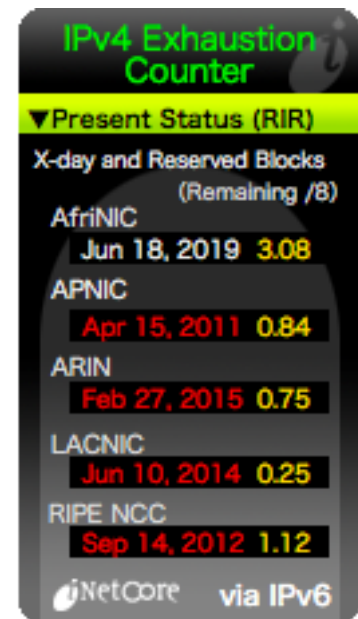 IPv4 Exhaustion
Counter
▼Present Status (RIR)
X-day and Reserved Blocks
(Remaining /8)
AfriNIC
Jun 18, 2019 3.08
APNIC
Apr 15, 2011 0.84
ARIN
Feb 27, 2015 0.75
LACNIC
Jun 10, 2014 0.25
RIPE NCC
Sep 14, 2012 1.12
iNetCore via IPv6